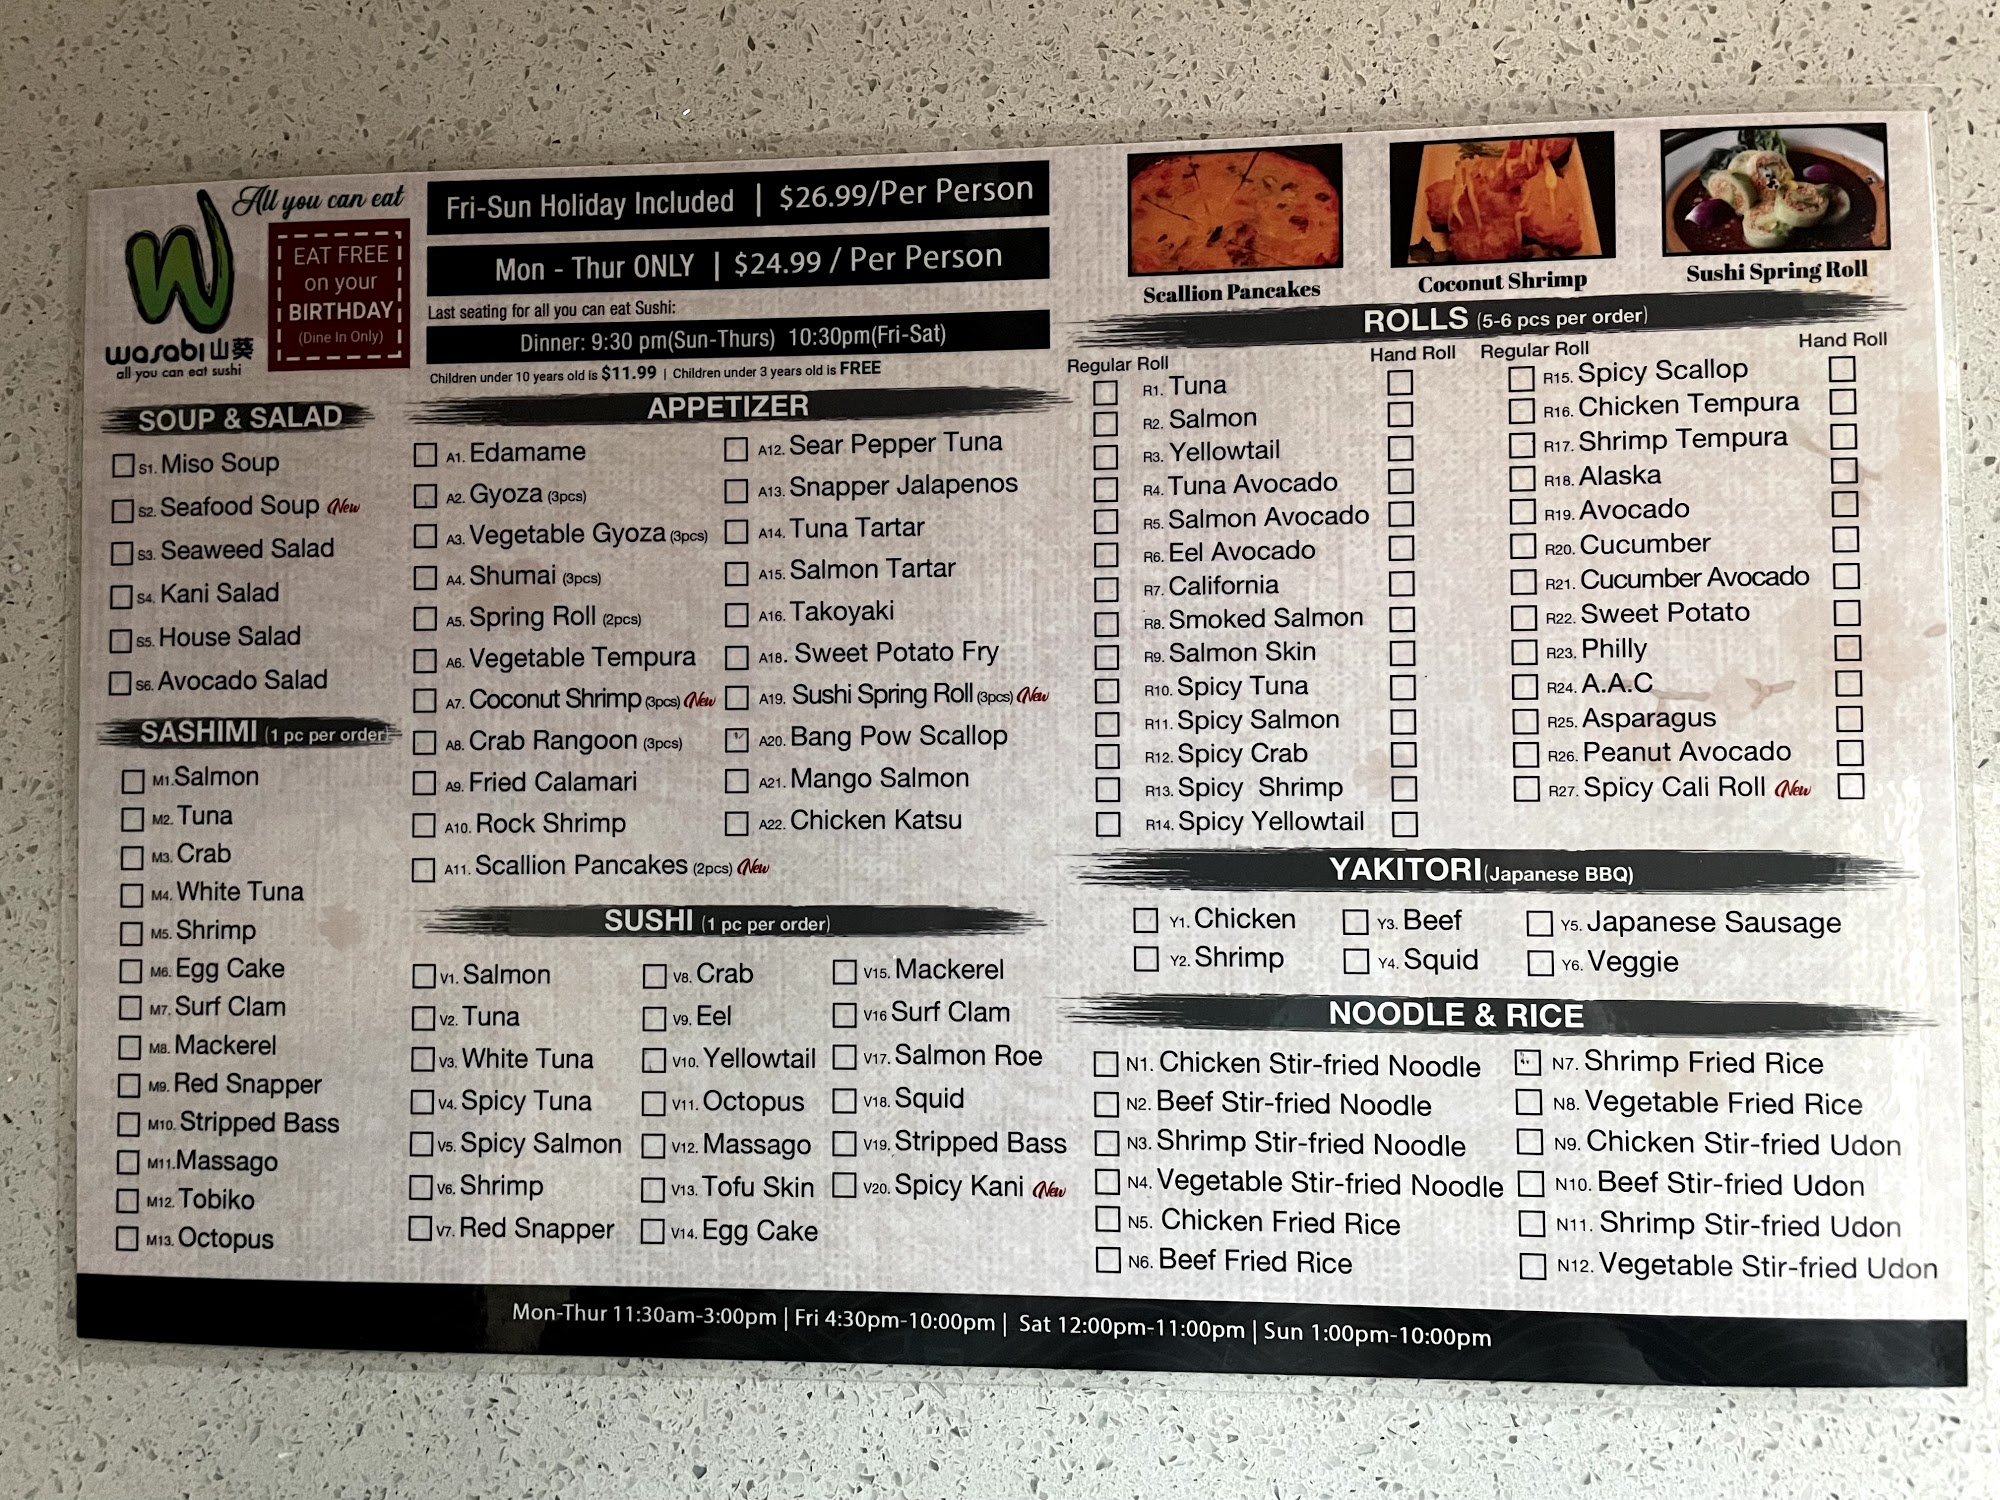 All you can eat
wasabi山葵
all you can eat sushi
EAT FREE
on your
BIRTHDAY
(Dine In Only)
Fri-Sun Holiday Included | $26.99/Per Person
Mon - Thur ONLY | $24.99 / Per Person
Last seating for all you can eat Sushi:
Dinner: 9:30 pm(Sun-Thurs) 10:30pm(Fri-Sat)
Children under 10 years old is $11.99 | Children under 3 years old is FREE
Scallion Pancakes
Coconut Shrimp
Sushi Spring Roll
SOUP & SALAD
S1. Miso Soup
S2. Seafood Soup New
S3. Seaweed Salad
S4. Kani Salad
S5. House Salad
S6. Avocado Salad
SASHIMI (1 pc per order)
M1. Salmon
M2. Tuna
M3. Crab
M4. White Tuna
M5. Shrimp
M6. Egg Cake
M7. Surf Clam
M8. Mackerel
M9. Red Snapper
M10. Stripped Bass
M11. Massago
M12. Tobiko
M13. Octopus
APPETIZER
A1. Edamame
A2. Gyoza (3pcs)
A3. Vegetable Gyoza (3pcs)
A4. Shumai (3pcs)
A5. Spring Roll (2pcs)
A6. Vegetable Tempura
A7. Coconut Shrimp (3pcs) New
A8. Crab Rangoon (3pcs)
A9. Fried Calamari
A10. Rock Shrimp
A11. Scallion Pancakes (2pcs) New
A12. Sear Pepper Tuna
A13. Snapper Jalapenos
A14. Tuna Tartar
A15. Salmon Tartar
A16. Takoyaki
A18. Sweet Potato Fry
A19. Sushi Spring Roll (3pcs) New
A20. Bang Pow Scallop
A21. Mango Salmon
A22. Chicken Katsu
SUSHI (1 pc per order)
V1. Salmon
V2. Tuna
V3. White Tuna
V4. Spicy Tuna
V5. Spicy Salmon
V6. Shrimp
V7. Red Snapper
V8. Crab
V9. Eel
V10. Yellowtail
V11. Octopus
V12. Massago
V13. Tofu Skin
V14. Egg Cake
V15. Mackerel
V16 Surf Clam
V17. Salmon Roe
V18. Squid
V19. Stripped Bass
V20. Spicy Kani New
ROLLS (5-6 pcs per order)
Regular Roll Hand Roll Regular Roll Hand Roll
R1. Tuna
R2. Salmon
R3. Yellowtail
R4. Tuna Avocado
R5. Salmon Avocado
R6. Eel Avocado
R7. California
R8. Smoked Salmon
R9. Salmon Skin
R10. Spicy Tuna
R11. Spicy Salmon
R12. Spicy Crab
R13. Spicy Shrimp
R14. Spicy Yellowtail
R15. Spicy Scallop
R16. Chicken Tempura
R17. Shrimp Tempura
R18. Alaska
R19. Avocado
R20. Cucumber
R21. Cucumber Avocado
R22. Sweet Potato
R23. Philly
R24. A.A.C
R25. Asparagus
R26. Peanut Avocado
R27. Spicy Cali Roll New
YAKITORI (Japanese BBQ)
Y1. Chicken
Y2. Shrimp
Y3. Beef
Y4. Squid
Y5. Japanese Sausage
Y6. Veggie
NOODLE & RICE
N1. Chicken Stir-fried Noodle
N2. Beef Stir-fried Noodle
N3. Shrimp Stir-fried Noodle
N4. Vegetable Stir-fried Noodle
N5. Chicken Fried Rice
N6. Beef Fried Rice
N7. Shrimp Fried Rice
N8. Vegetable Fried Rice
N9. Chicken Stir-fried Udon
N10. Beef Stir-fried Udon
N11. Shrimp Stir-fried Udon
N12. Vegetable Stir-fried Udon
Mon-Thur 11:30am-3:00pm | Fri 4:30pm-10:00pm | Sat 12:00pm-11:00pm | Sun 1:00pm-10:00pm